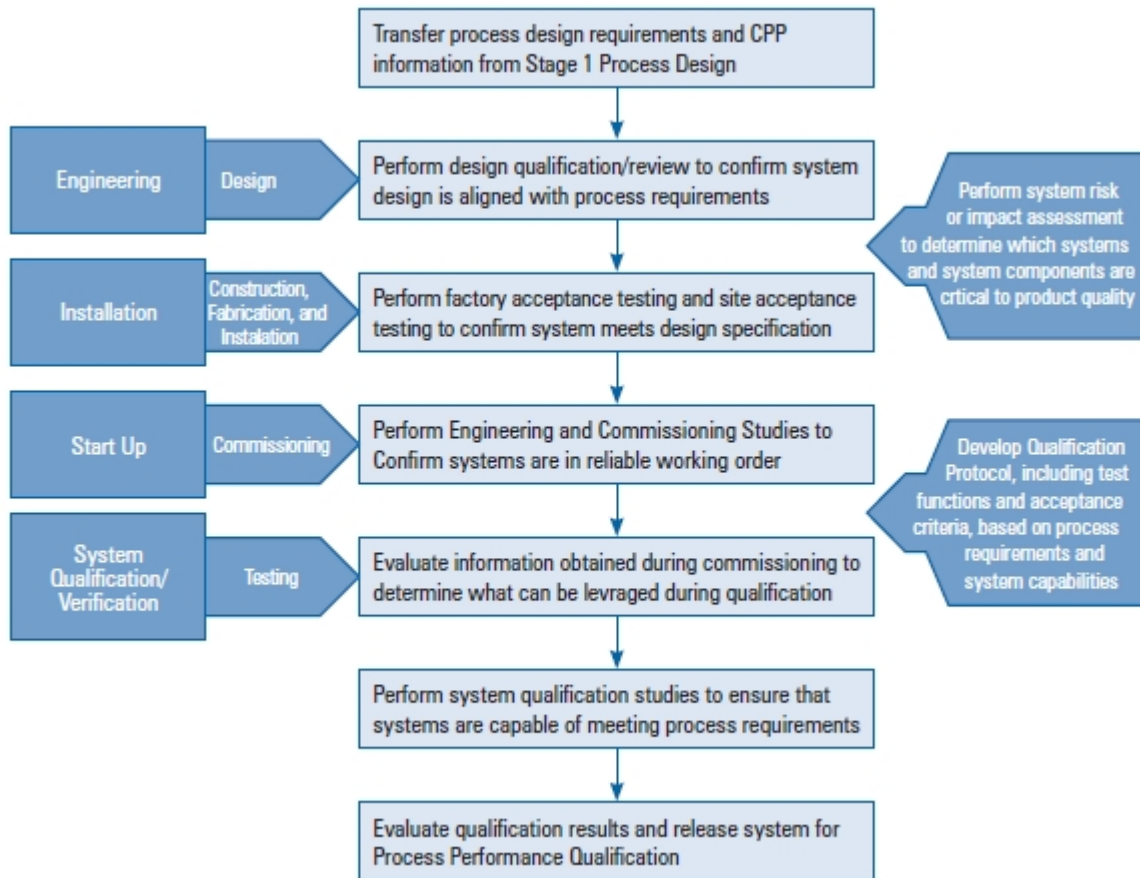 Transfer process design requirements and CPP
information from Stage 1 Process Design
Engineering
Design
Perform design qualification/review to confirm system
design is aligned with process requirements
Perform system risk
or impact assessment
to determine which systems
and system components are
crtical to product quality
Installation
Construction,
Fabrication, and
Instalation
Perform factory acceptance testing and site acceptance
testing to confirm system meets design specification
Start Up
Commissioning
Perform Engineering and Commissioning Studies to
Confirm systems are in reliable working order
Develop Qualification
Protocol, including test
functions and acceptance
criteria, based on process
requirements and
system capabilities
System
Qualification/
Verification
Testing
Evaluate information obtained during commissioning to
determine what can be levraged during qualification
Perform system qualification studies to ensure that
systems are capable of meeting process requirements
Evaluate qualification results and release system for
Process Performance Qualification